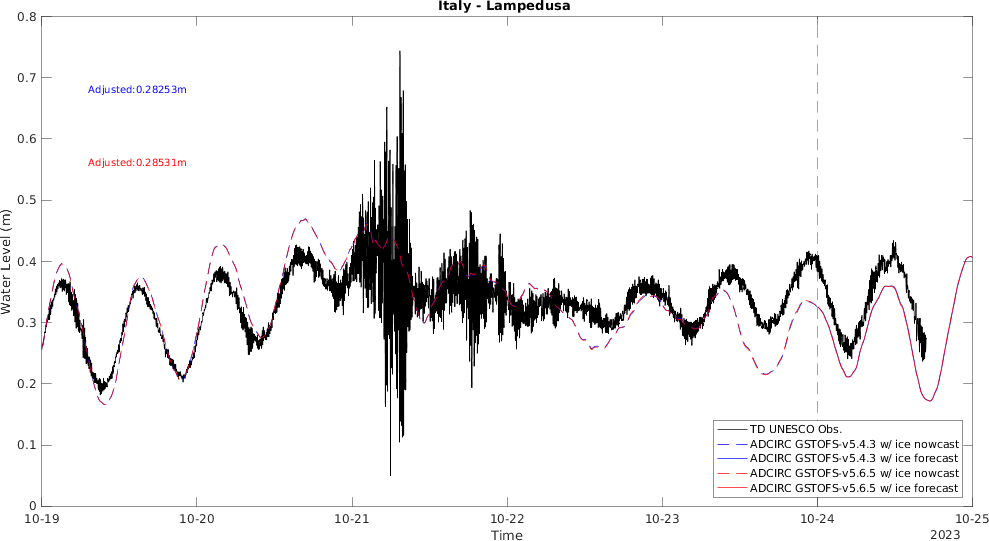 Italy - Lampedusa
0.8
0.7
0.6
0.5
0.4
0.3
0.2
0.1
0
Water Level (m)
Adjusted:0.28253m
Adjusted:0.28531m
TD UNESCO Obs.
ADCIRC GSTOFS-v5.4.3 w/ ice nowcast
ADCIRC GSTOFS-v5.4.3 w/ ice forecast
ADCIRC GSTOFS-v5.6.5 w/ ice nowcast
ADCIRC GSTOFS-v5.6.5 w/ ice forecast
10-19 10-20 10-21 10-22 10-23 10-24 10-25
Time
2023